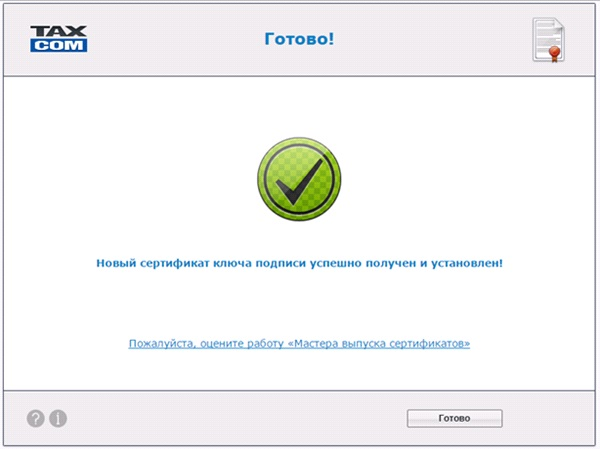 TAX
COM
Готово!
Новый сертификат ключа подписи успешно получен и установлен!
Пожалуйста, оцените работу «Мастера выпуска сертификатов»
? i
Готово